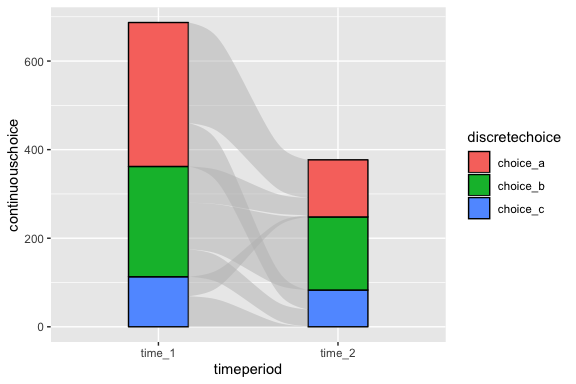 continuouschoice
600
400
200
0
time_1
time_2
timeperiod
discretechoice
choice_a
choice_b
choice_c